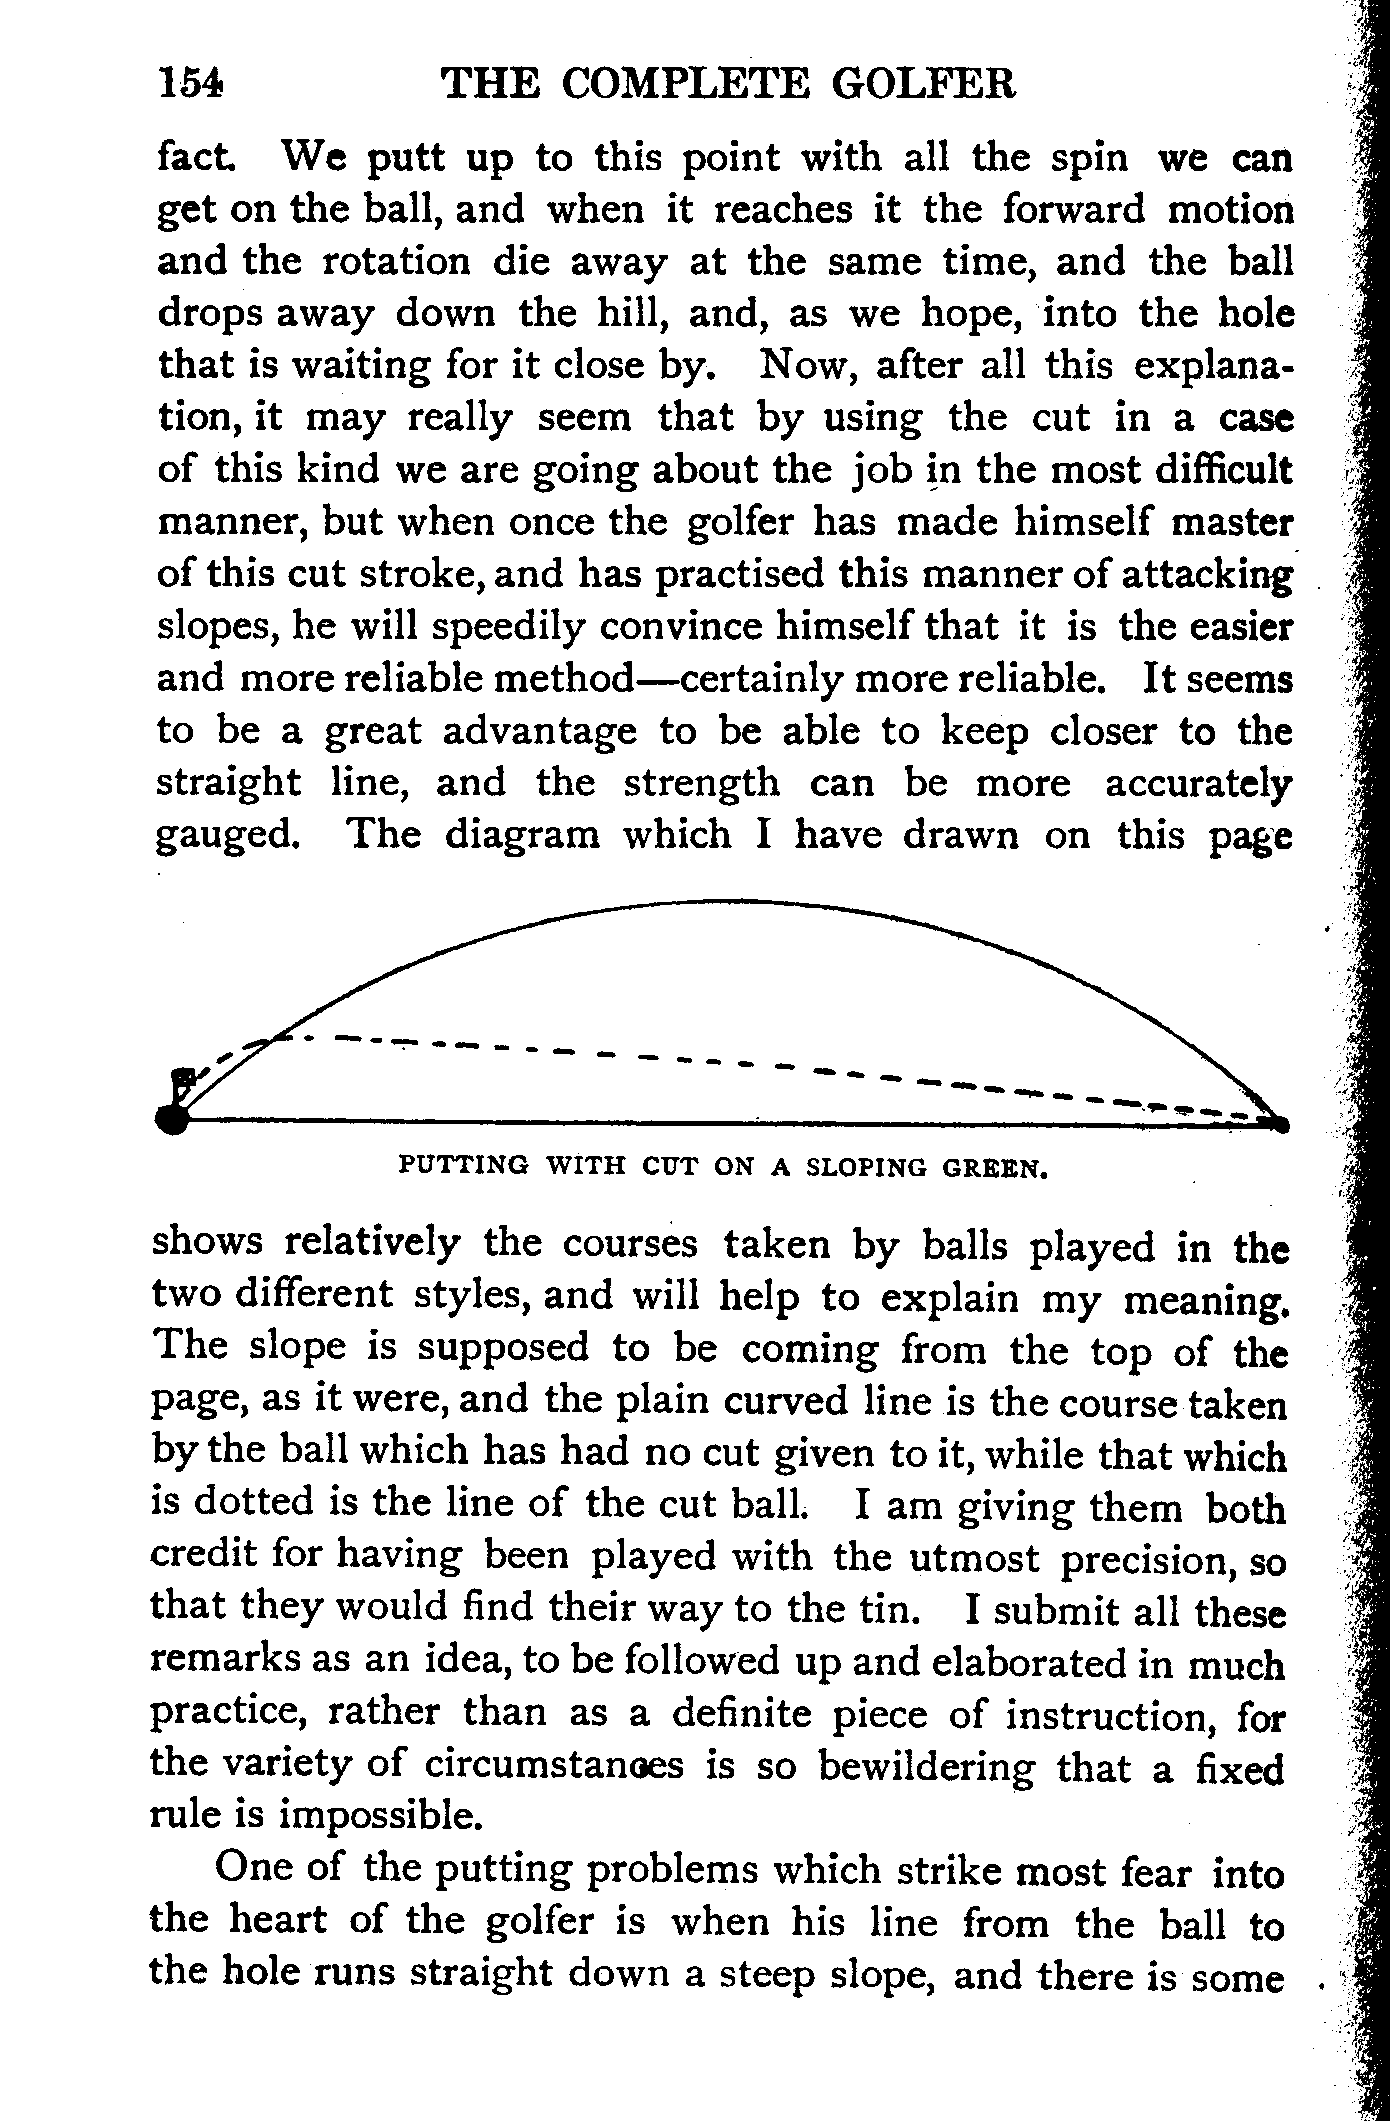 154 THE COMPLETE GOLFER
fact. We putt up to this point with all the spin we can
get on the ball, and when it reaches it the forward motion
and the rotation die away at the same time, and the ball
drops away down the hill, and, as we hope, into the hole
that is waiting for it close by. Now, after all this explana-
tion, it may really seem that by using the cut in a case
of this kind we are going about the job in the most difficult
manner, but when once the golfer has made himself master
of this cut stroke, and has practised this manner of attacking
slopes, he will speedily convince himself that it is the easier
and more reliable method—certainly more reliable. It seems
to be a great advantage to be able to keep closer to the
straight line, and the strength can be more accurately
gauged. The diagram which I have drawn on this page
PUTTING WITH CUT ON A SLOPING GREEN.
shows relatively the courses taken by balls played in the
two different styles, and will help to explain my meaning.
The slope is supposed to be coming from the top of the
page, as it were, and the plain curved line is the course taken
by the ball which has had no cut given to it, while that which
is dotted is the line of the cut ball. I am giving them both
credit for having been played with the utmost precision, so
that they would find their way to the tin. I submit all these
remarks as an idea, to be followed up and elaborated in much
practice, rather than as a definite piece of instruction, for
the variety of circumstances is so bewildering that a fixed
rule is impossible.
One of the putting problems which strike most fear into
the heart of the golfer is when his line from the ball to
the hole runs straight down a steep slope, and there is some